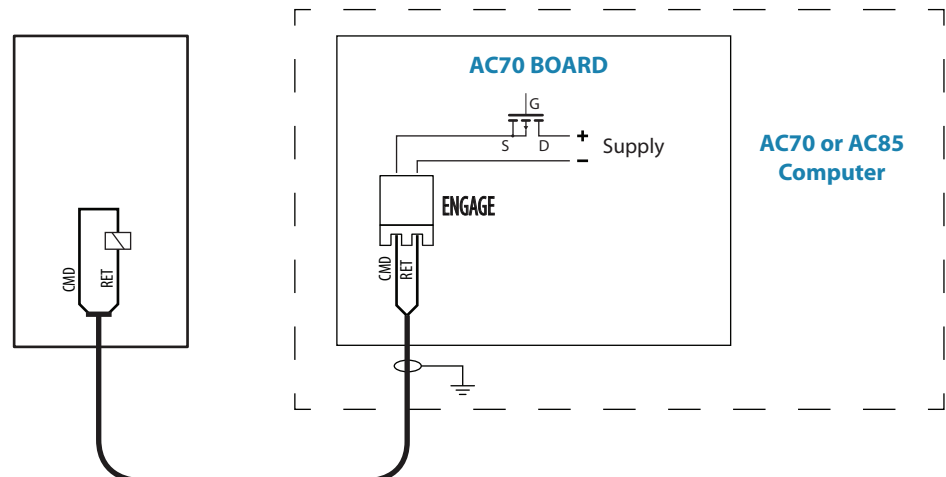 AC70 BOARD
G
S
D
+
−
Supply
AC70 or AC85
Computer
ENGAGE
CMD
RET
CMD
RET